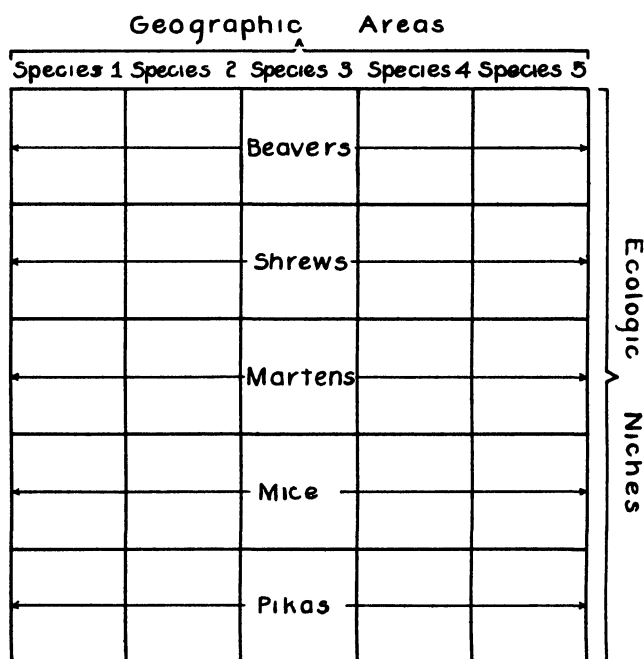 Geographic Areas
Species 1 Species 2 Species 3 Species 4 Species 5
Beavers
Shrews
Martens
Mice
Pikas
Ecologic Niches